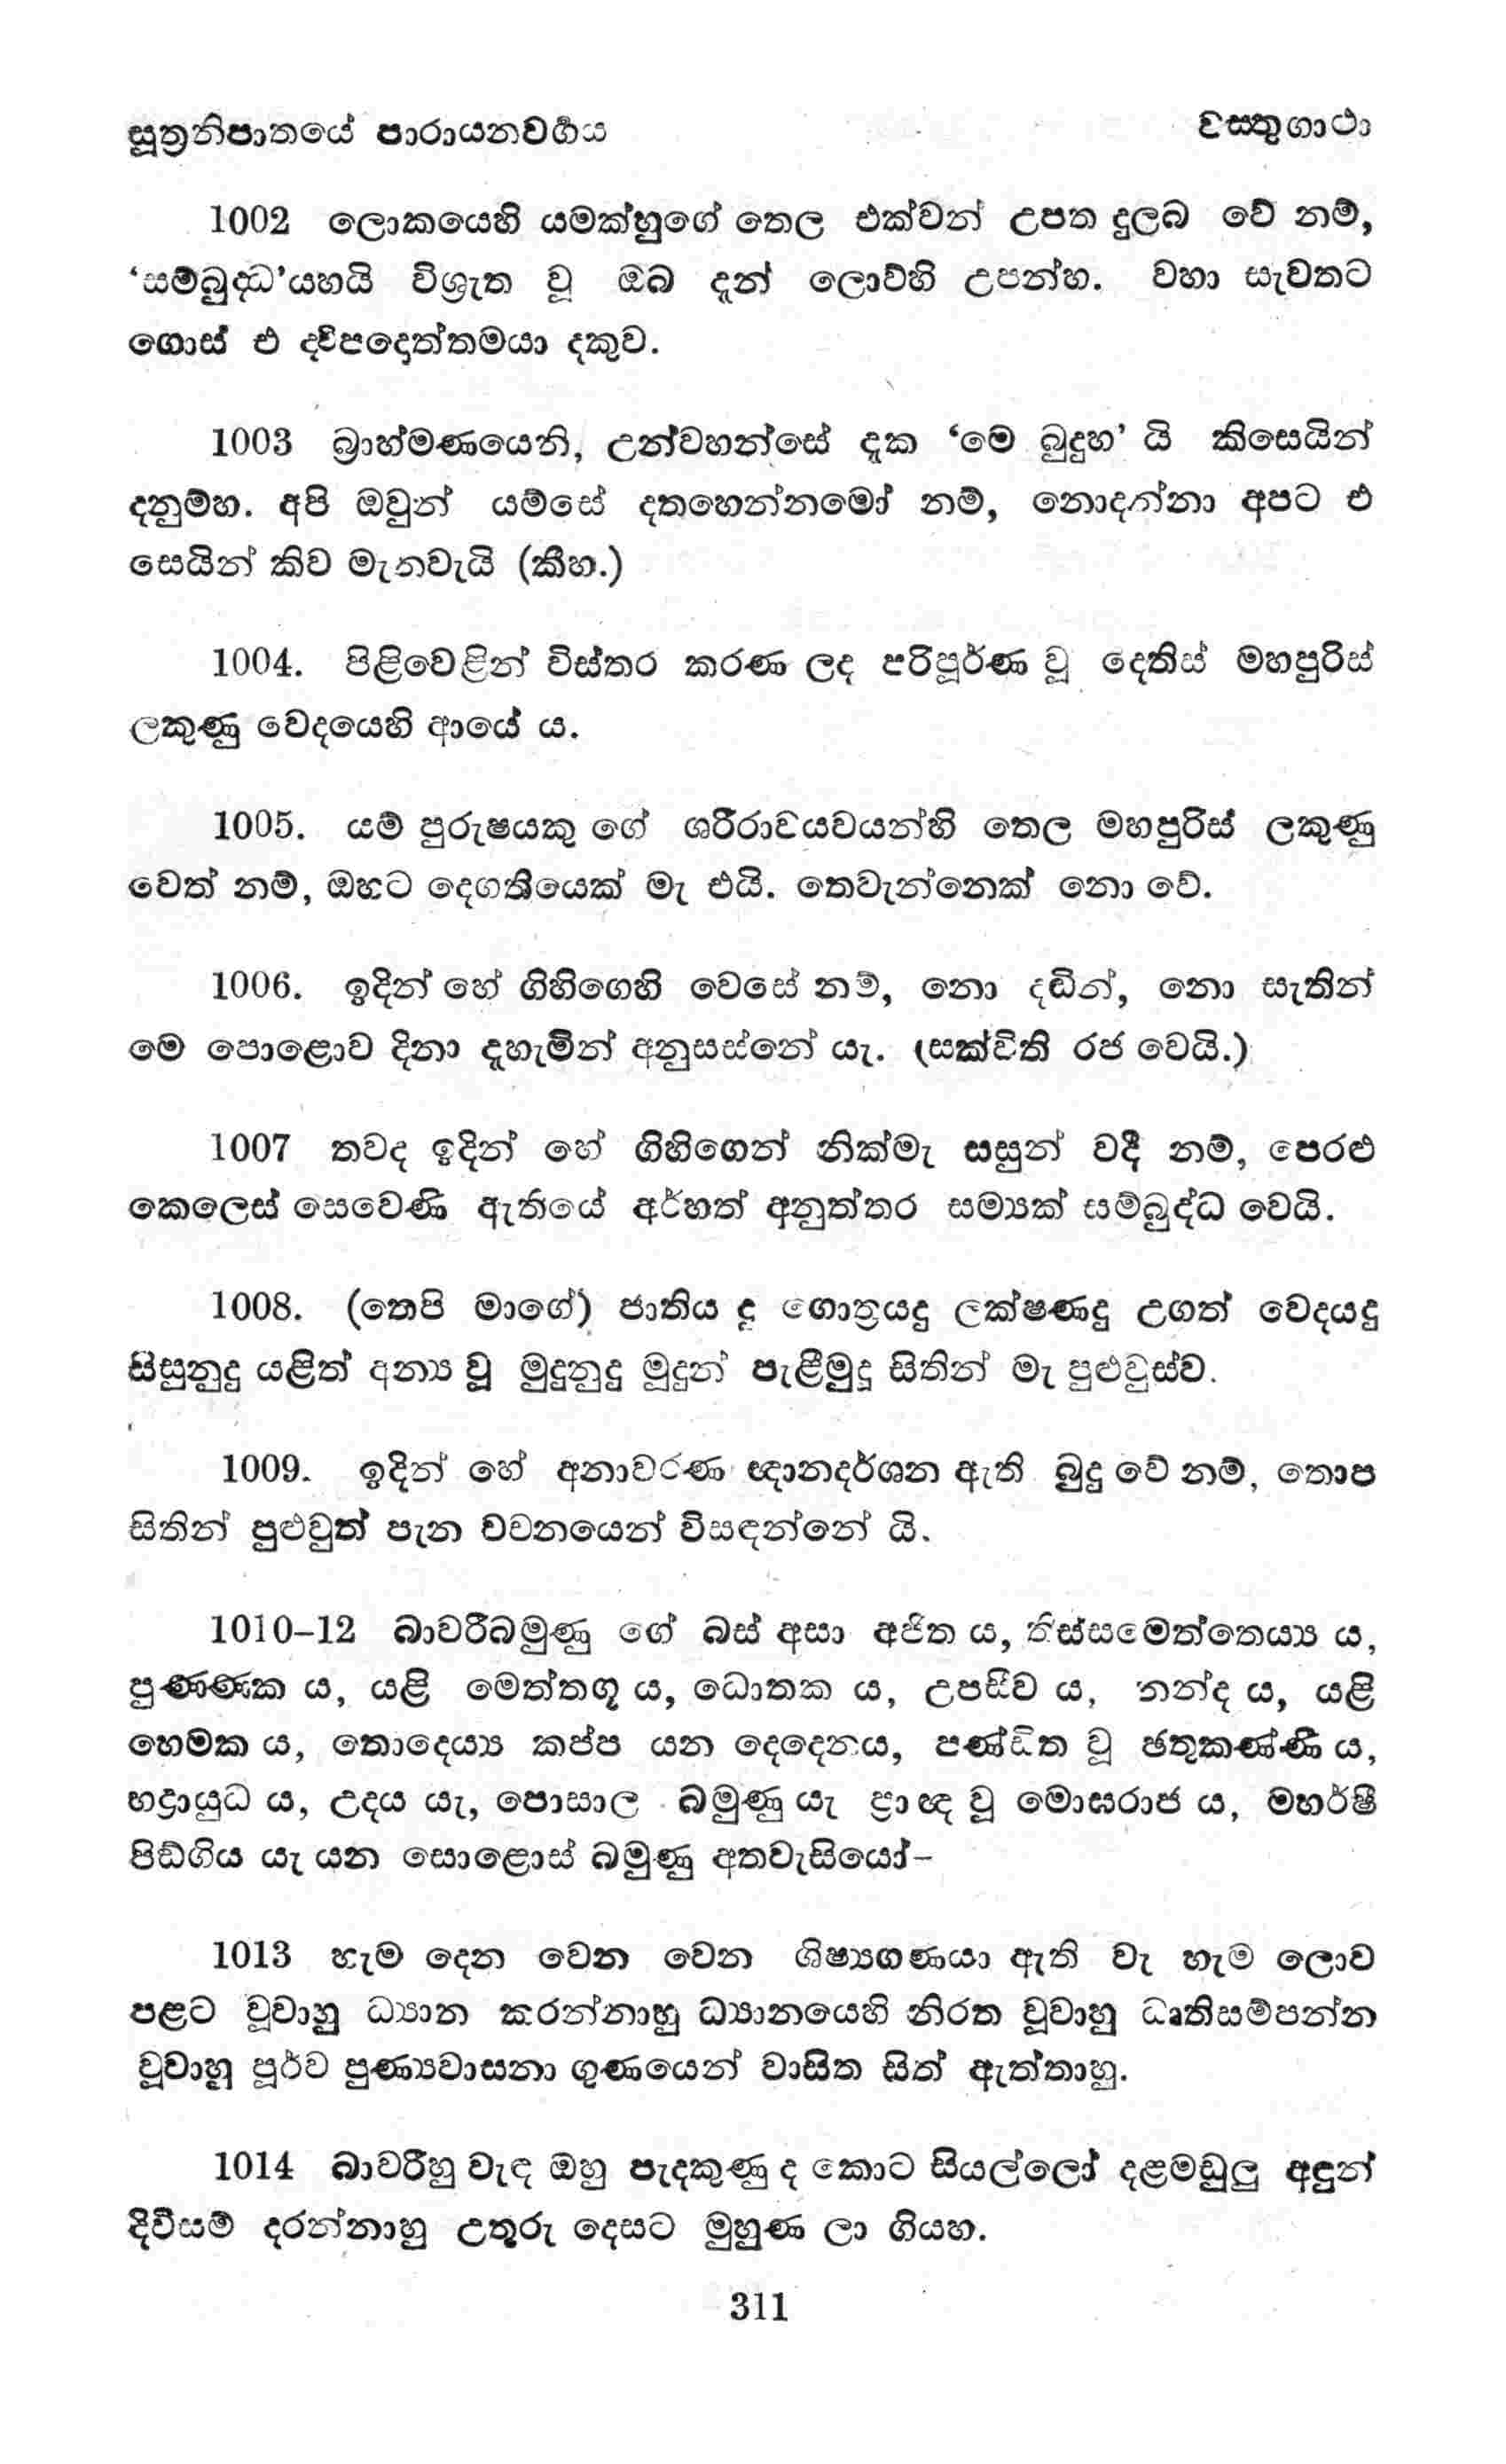 සූත්‍රනිපාතයේ පාරායනවර්‍ගය වස්තුගාථා
1002 ලොකයෙහි යමක්හුගේ තෙල එක්වන් උපත දුලබ වේ නම්,
‘සම්බුද්ධ’යහයි විශ්‍රැත වූ ඔබ දැන් ලොව්හි උපන්හ. වහා සැවතට
ගොස් එ ද්විපදොත්තමයා දකුව.
1003 බ්‍රාහ්මණයෙනි, උන්වහන්සේ දැක ‘මෙ බුදුහ’ යි කිසෙයින්
දනුම්හ. අපි ඔවුන් යම්සේ දතහෙන්නමෝ නම්, නොදන්නා අපට එ
සෙයින් කිව මැනවැයි (කීහ.)
1004. පිළිවෙළින් විස්තර කරණ ලද පරිපූර්ණ වූ දෙතිස් මහපුරිස්
ලකුණු වෙදයෙහි ආයේ ය.
1005. යම් පුරුෂයකු ගේ ශරීරාවයවයන්හි තෙල මහපුරිස් ලකුණු
වෙත් නම්, ඔහට දෙගතියෙක් මැ එයි. තෙවැන්නෙක් නො වේ.
1006. ඉදින් හේ ගිහිගෙහි වෙසේ නම්, නො දඬින්, නො සැතින්
මෙ පොළොව දිනා දැහැමින් අනුසස්නේ යැ. (සක්විති රජ වෙයි.)
1007 තවද ඉදින් හේ ගිහිගෙන් නික්මැ සසුන් වදී නම්, පෙරළු
කෙලෙස් සෙවෙණි ඇතියේ අර්හත් අනුත්තර සම්‍යක් සම්බුද්ධ වෙයි.
1008. (තෙපි මාගේ) ජාතිය ද ගොත්‍රයදු ලක්ෂණදු උගත් වෙදයදු
සිසුනුදු යළිත් අන්‍ය වූ මුදුනුදු මුදුන් පැළීමුදු සිතින් මැ පුළුවුස්ව.
1009. ඉදින් හේ අනාවරණ ඥානදර්ශන ඇති බුදු වේ නම්, තොප
සිතින් පුළුවුත් පැන වචනයෙන් විසඳන්නේ යි.
1010–12 බාවරීබමුණු ගේ බස් අසා අජිත ය, තිස්සමෙත්තෙය්‍ය ය,
පුණ්ණක ය, යළි මෙත්තගූ ය, ධොතක ය, උපසීව ය, නන්ද ය, යළි
හෙමක ය, තොදෙය්‍ය කප්ප යන දෙදෙනය, පණ්ඩිත වූ ජතුකණ්ණී ය,
භද්‍රායුධ ය, උදය යැ, පොසාල බමුණු යැ ප්‍රාඥ වූ මොඝරාජ ය, මහර්ෂී
පිඞ්ගිය යැ යන සොළොස් බමුණු අතවැසියෝ–
1013 හැම දෙන වෙන වෙන ශිෂ්‍යගණයා ඇති වැ හැම ලොව
පළට වූවාහු ධ්‍යාන කරන්නාහු ධ්‍යානයෙහි නිරත වූවාහු ධෘතිසම්පන්න
වූවාහු පූර්ව පුණ්‍යවාසනා ගුණයෙන් වාසිත සිත් ඇත්තාහු.
1014 බාවරීහු වැඳ ඔහු පැදකුණු ද කොට සියල්ලෝ දළමඬුලු අඳුන්
දිවිසම් දරන්නාහු උතුරු දෙසට මුහුණ ලා ගියහ.
311